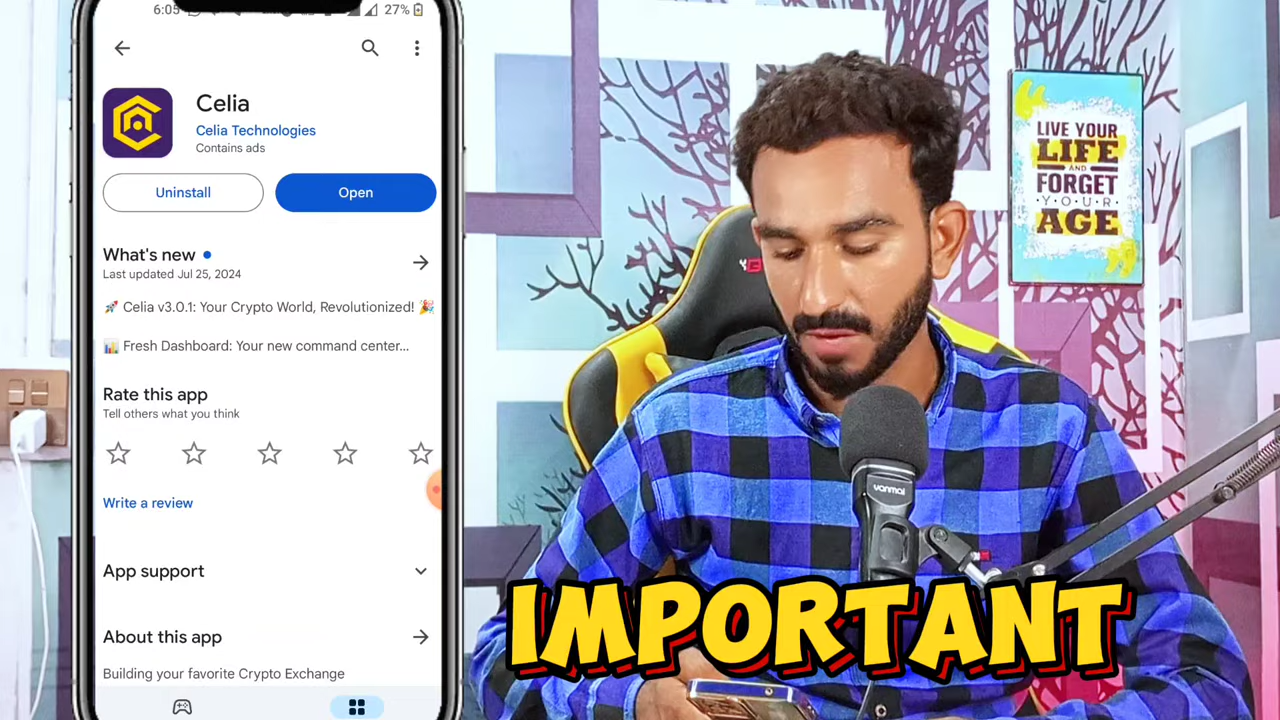 6:05
27%
Celia
Celia Technologies
Contains ads
Uninstall
Open
What's new
Last updated Jul 25, 2024
🚀 Celia v3.0.1: Your Crypto World, Revolutionized! 🎉
📊 Fresh Dashboard: Your new command center...
Rate this app
Tell others what you think
Write a review
App support
About this app
Building your favorite Crypto Exchange
LIVE YOUR
LIFE
AND
FORGET
YOUR
AGE
vanmai
IMPORTANT